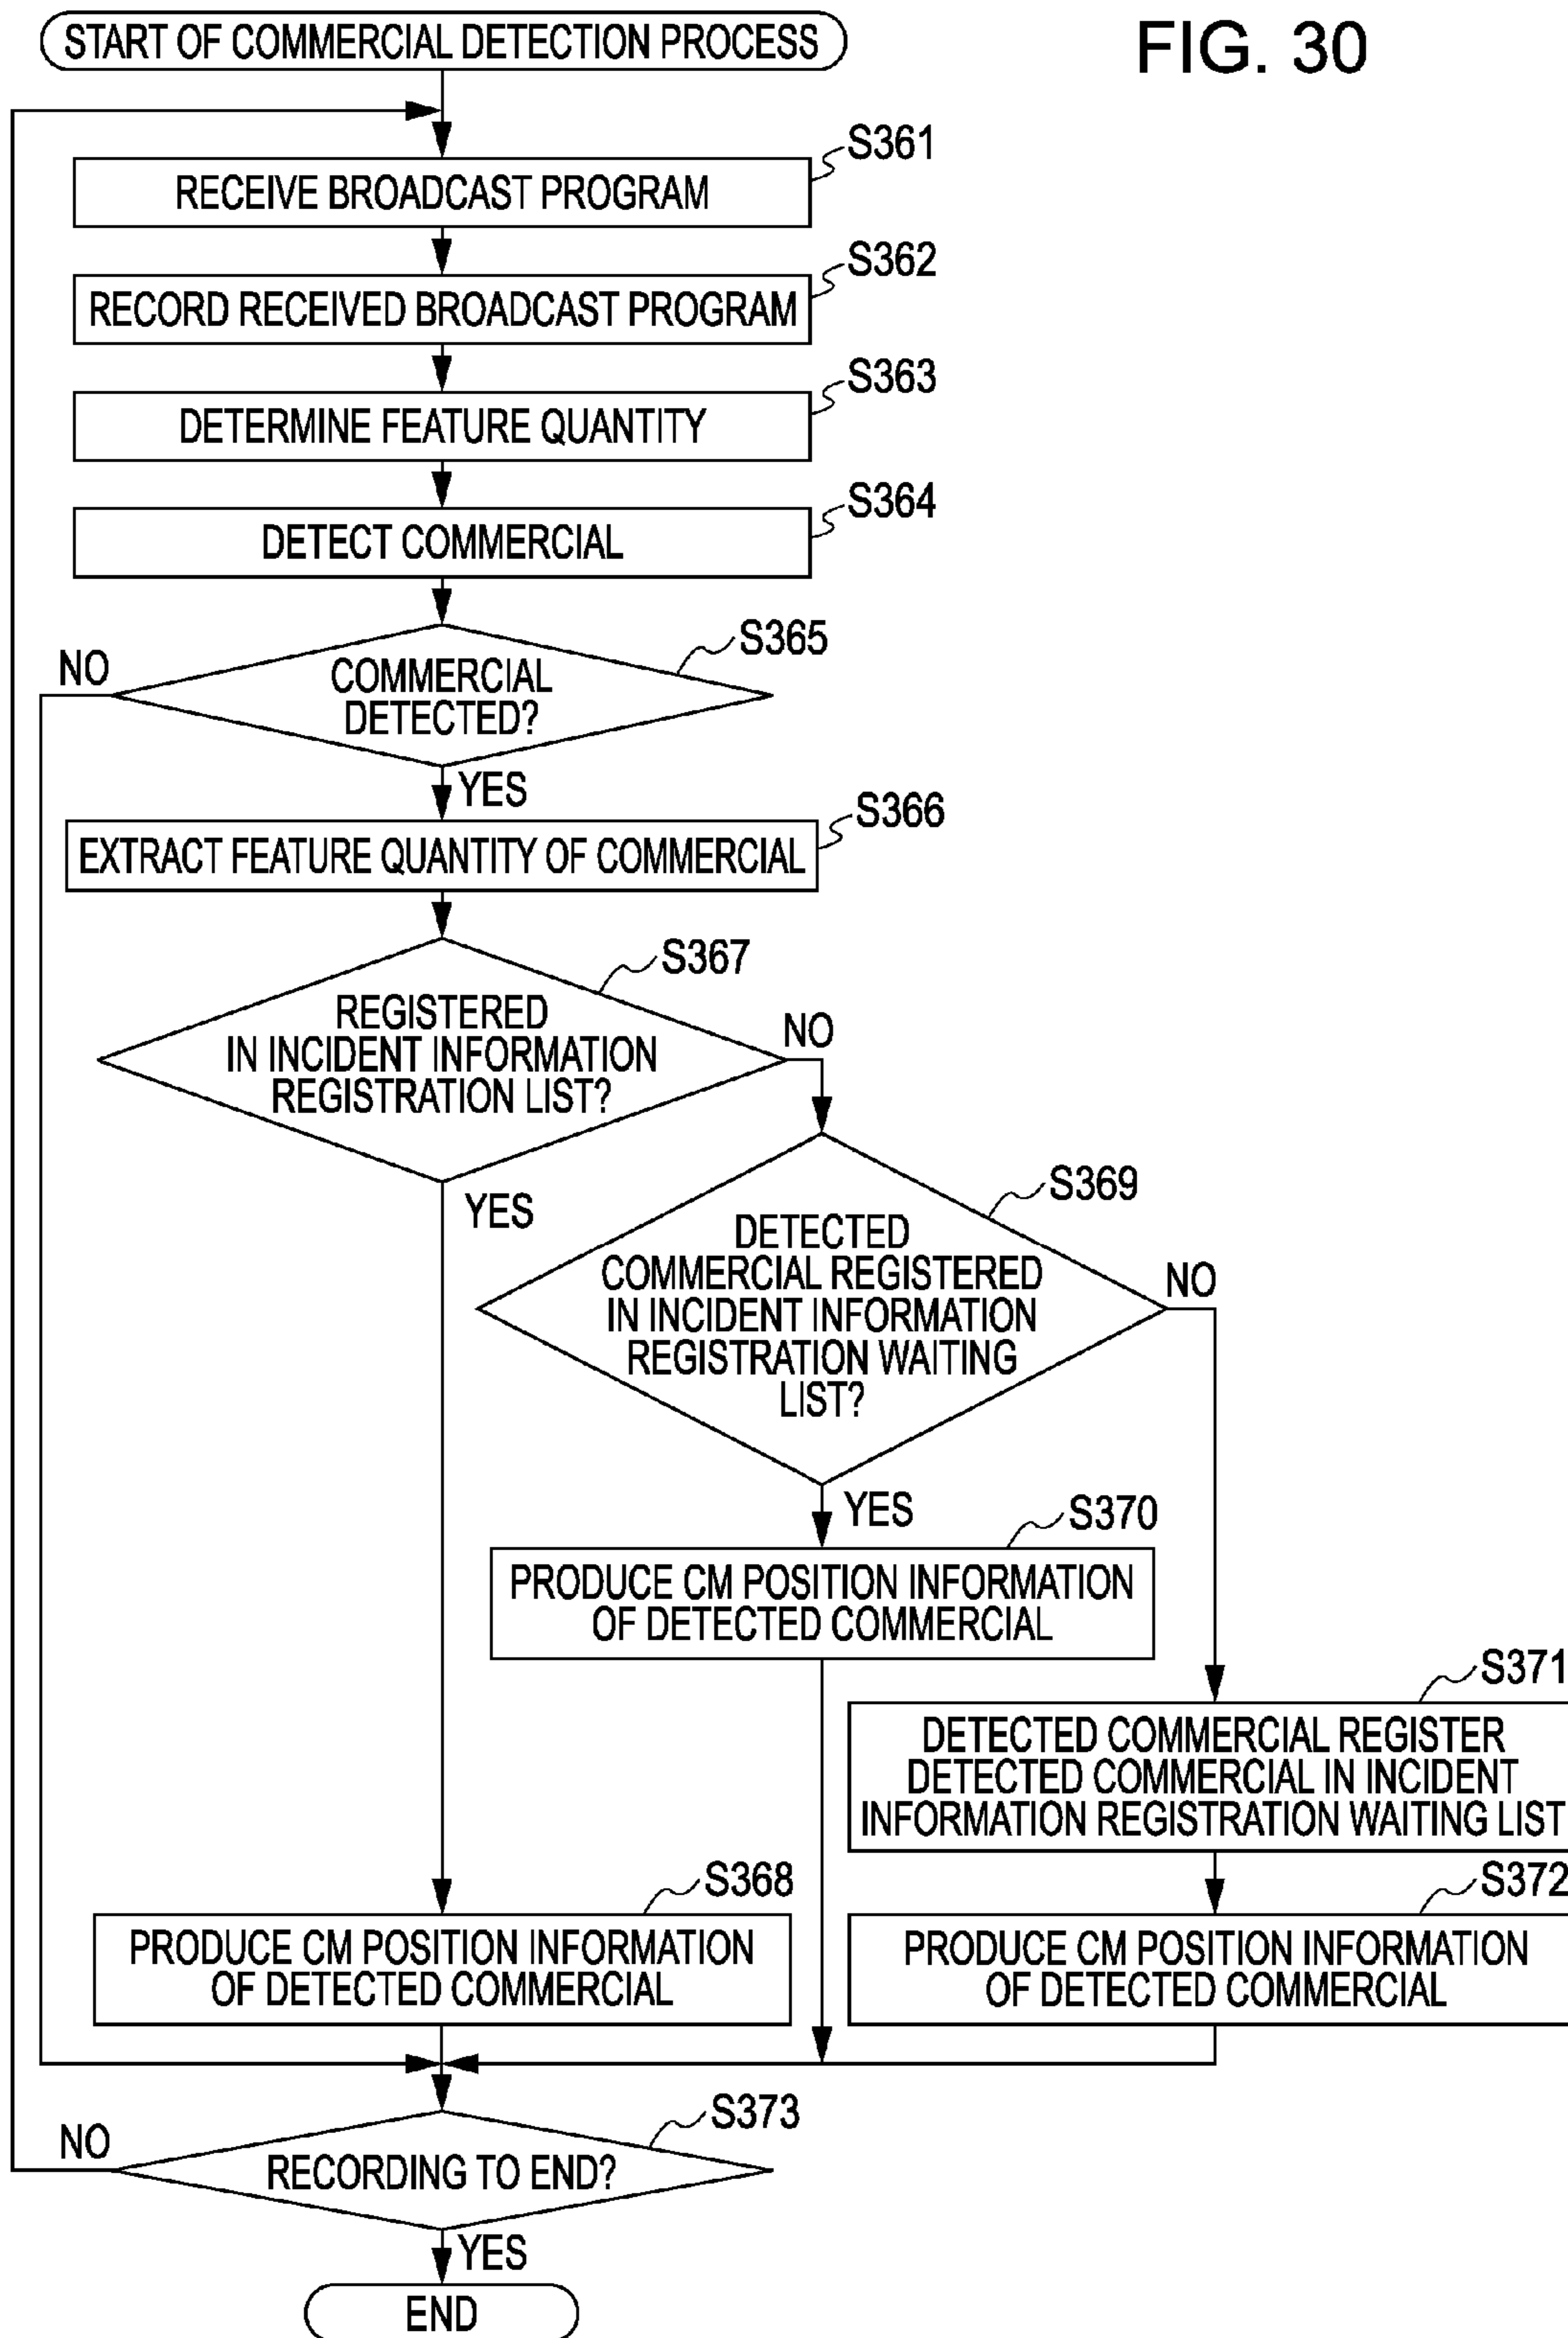 START OF COMMERCIAL DETECTION PROCESS
FIG. 30
S361
RECEIVE BROADCAST PROGRAM
S362
RECORD RECEIVED BROADCAST PROGRAM
S363
DETERMINE FEATURE QUANTITY
S364
DETECT COMMERCIAL
S365
NO
COMMERCIAL
DETECTED?
YES
S366
EXTRACT FEATURE QUANTITY OF COMMERCIAL
S367
REGISTERED
IN INCIDENT INFORMATION
REGISTRATION LIST?
NO
YES
S369
DETECTED
COMMERCIAL REGISTERED
IN INCIDENT INFORMATION
REGISTRATION WAITING
LIST?
NO
YES
S370
PRODUCE CM POSITION INFORMATION
OF DETECTED COMMERCIAL
S371
DETECTED COMMERCIAL REGISTER
DETECTED COMMERCIAL IN INCIDENT
INFORMATION REGISTRATION WAITING LIST
S368
PRODUCE CM POSITION INFORMATION
OF DETECTED COMMERCIAL
S372
PRODUCE CM POSITION INFORMATION
OF DETECTED COMMERCIAL
S373
NO
RECORDING TO END?
YES
END